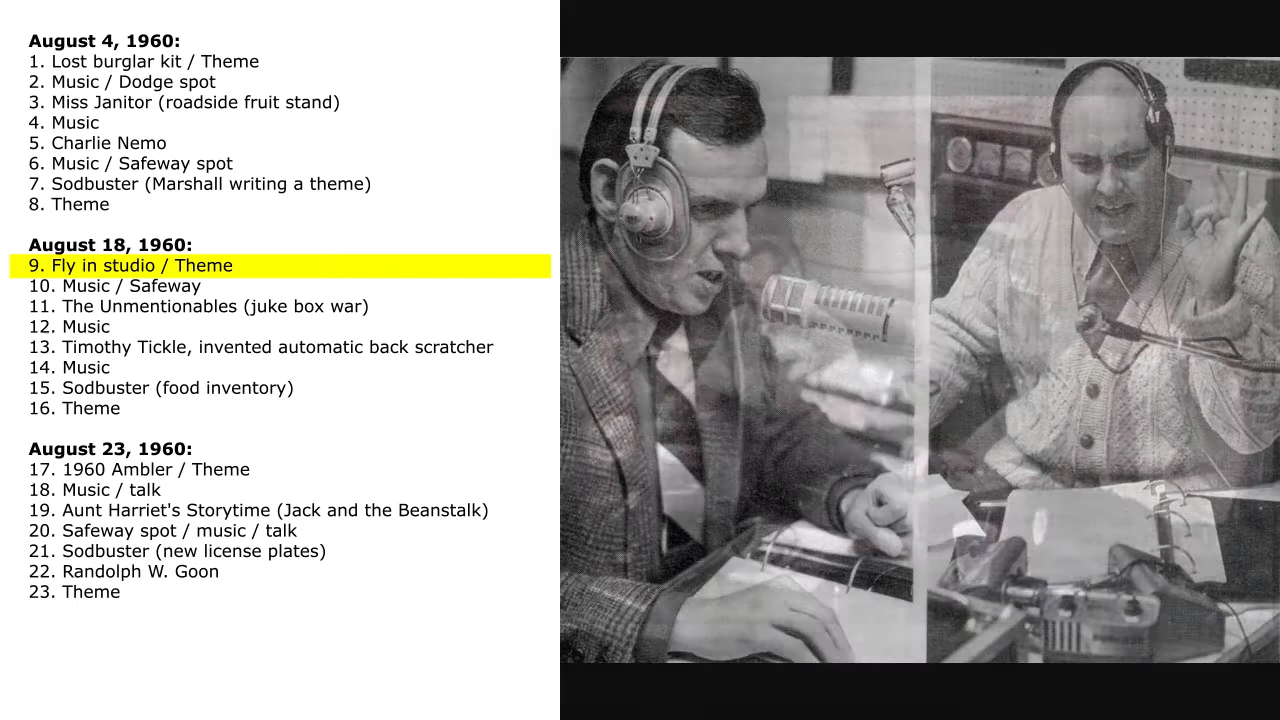 August 4, 1960:
1. Lost burglar kit / Theme
2. Music / Dodge spot
3. Miss Janitor (roadside fruit stand)
4. Music
5. Charlie Nemo
6. Music / Safeway spot
7. Sodbuster (Marshall writing a theme)
8. Theme
August 18, 1960:
9. Fly in studio / Theme
10. Music / Safeway
11. The Unmentionables (juke box war)
12. Music
13. Timothy Tickle, invented automatic back scratcher
14. Music
15. Sodbuster (food inventory)
16. Theme
August 23, 1960:
17. 1960 Ambler / Theme
18. Music / talk
19. Aunt Harriet's Storytime (Jack and the Beanstalk)
20. Safeway spot / music / talk
21. Sodbuster (new license plates)
22. Randolph W. Goon
23. Theme